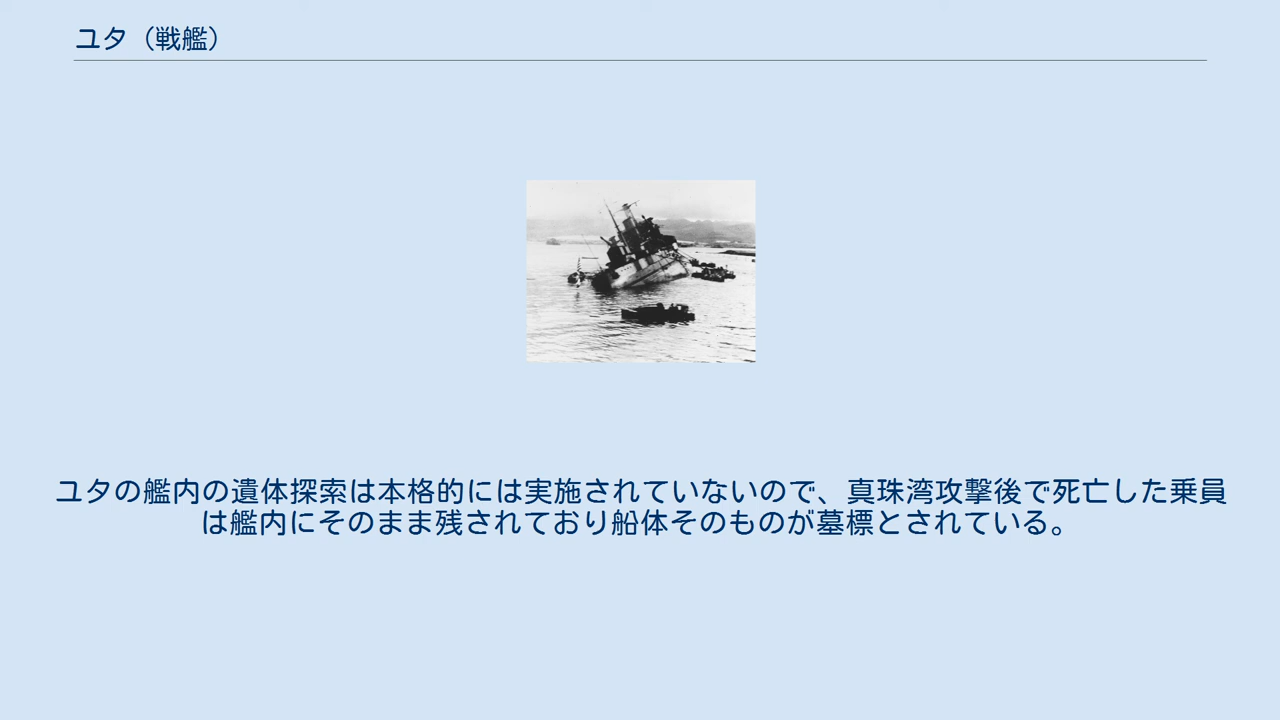 ユタ（戦艦）
ユタの艦内の遺体探索は本格的には実施されていないので、真珠湾攻撃後で死亡した乗員
は艦内にそのまま残されており船体そのものが墓標とされている。